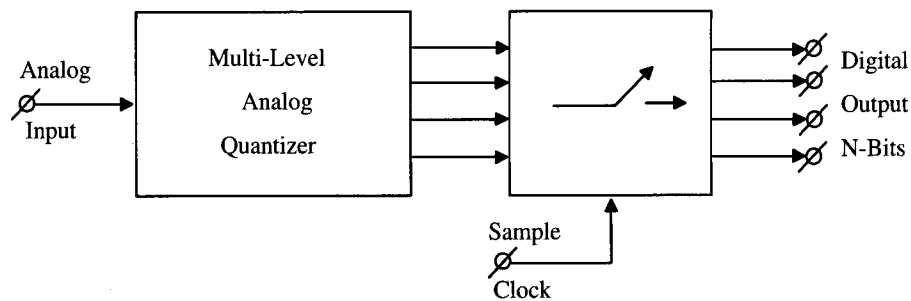 Analog
Input
Multi-Level
Analog
Quantizer
Sample
Clock
Digital
Output
N-Bits